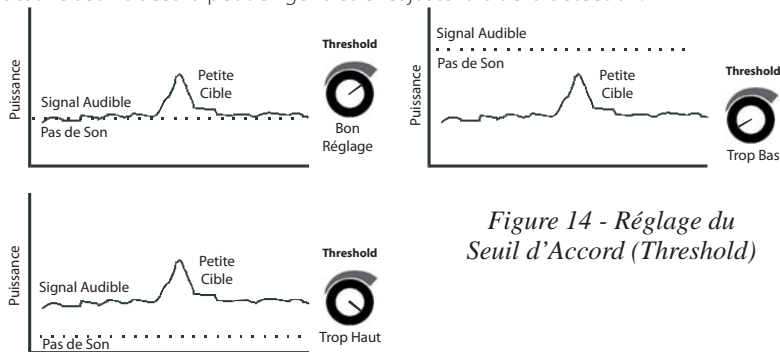 Threshold
Puissance
Signal Audible
Petite
Cible
Pas de Son
Bon
Réglage
Signal Audible
Pas de Son
Puissance
Petite
Cible
Threshold
Trop Bas
Puissance
Signal Audible
Petite
Cible
Threshold
Pas de Son
Trop Haut
Figure 14 - Réglage du
Seuil d’Accord (Threshold)